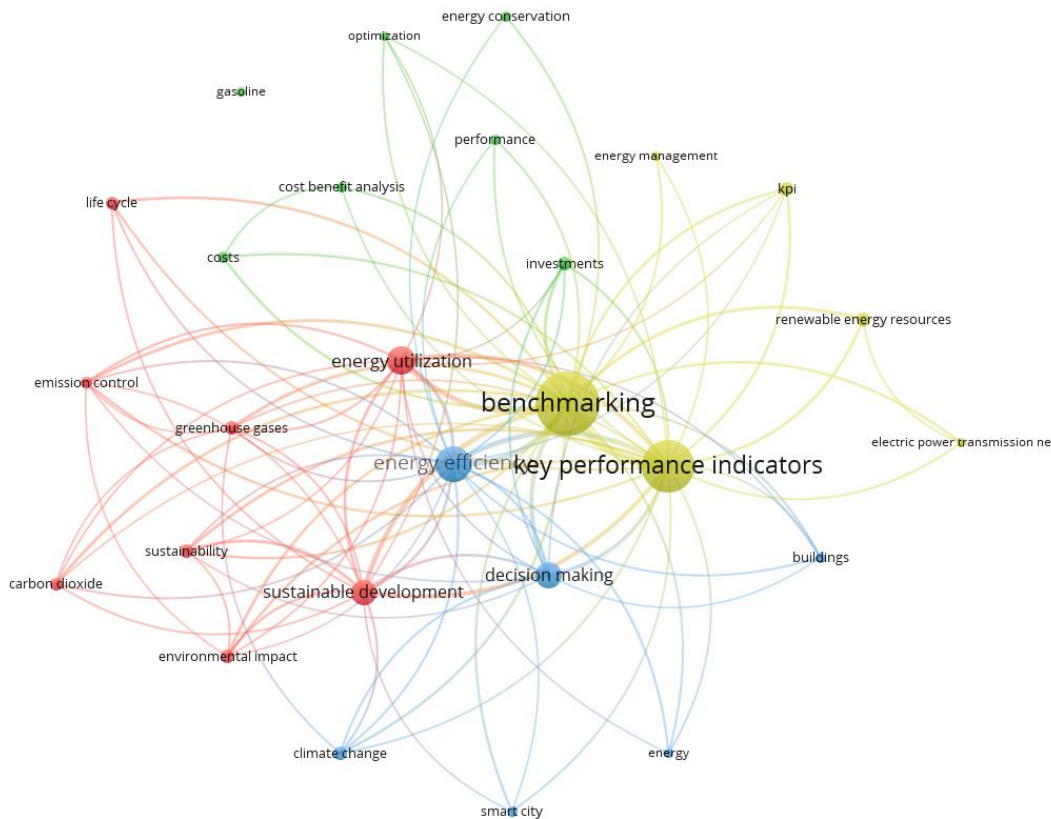 energy conservation
optimization
gasoline
performance
energy management
cost benefit analysis
kpi
life cycle
costs
investments
renewable energy resources
energy utilization
emission control
benchmarking
greenhouse gases
electric power transmission ne
energy efficiency
key performance indicators
sustainability
buildings
decision making
carbon dioxide
sustainable development
environmental impact
climate change
energy
smart city